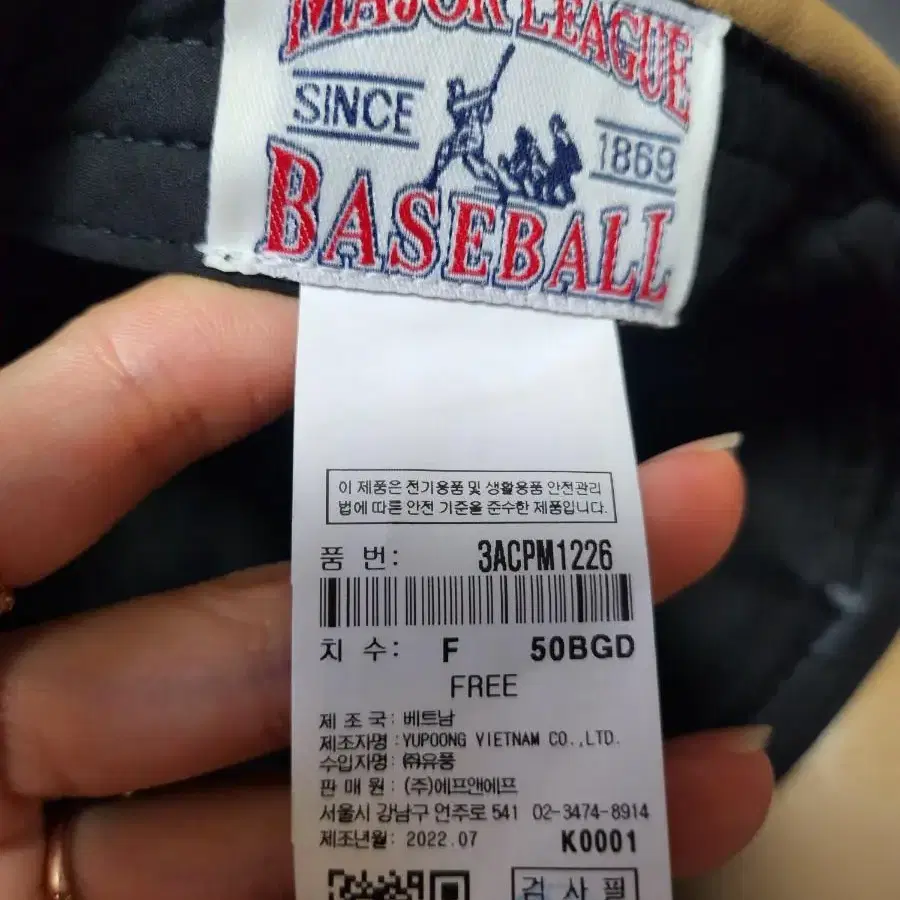 MAJOR LEAGUE
SINCE
1869
BASEBALL
이 제품은 전기용품 및 생활용품 안전관리
법에 따른 안전 기준을 준수한 제품입니다.
품 번: 3ACPM1226
치 수: F 50BGD
FREE
제 조 국: 베트남
제조자명: YUPOONG VIETNAM CO.,LTD.
수입자명: ㈜유풍
판 매 원: (주)에프앤에프
서울시 강남구 언주로 541 02-3474-8914
제조년월: 2022.07 K0001
검 사 필